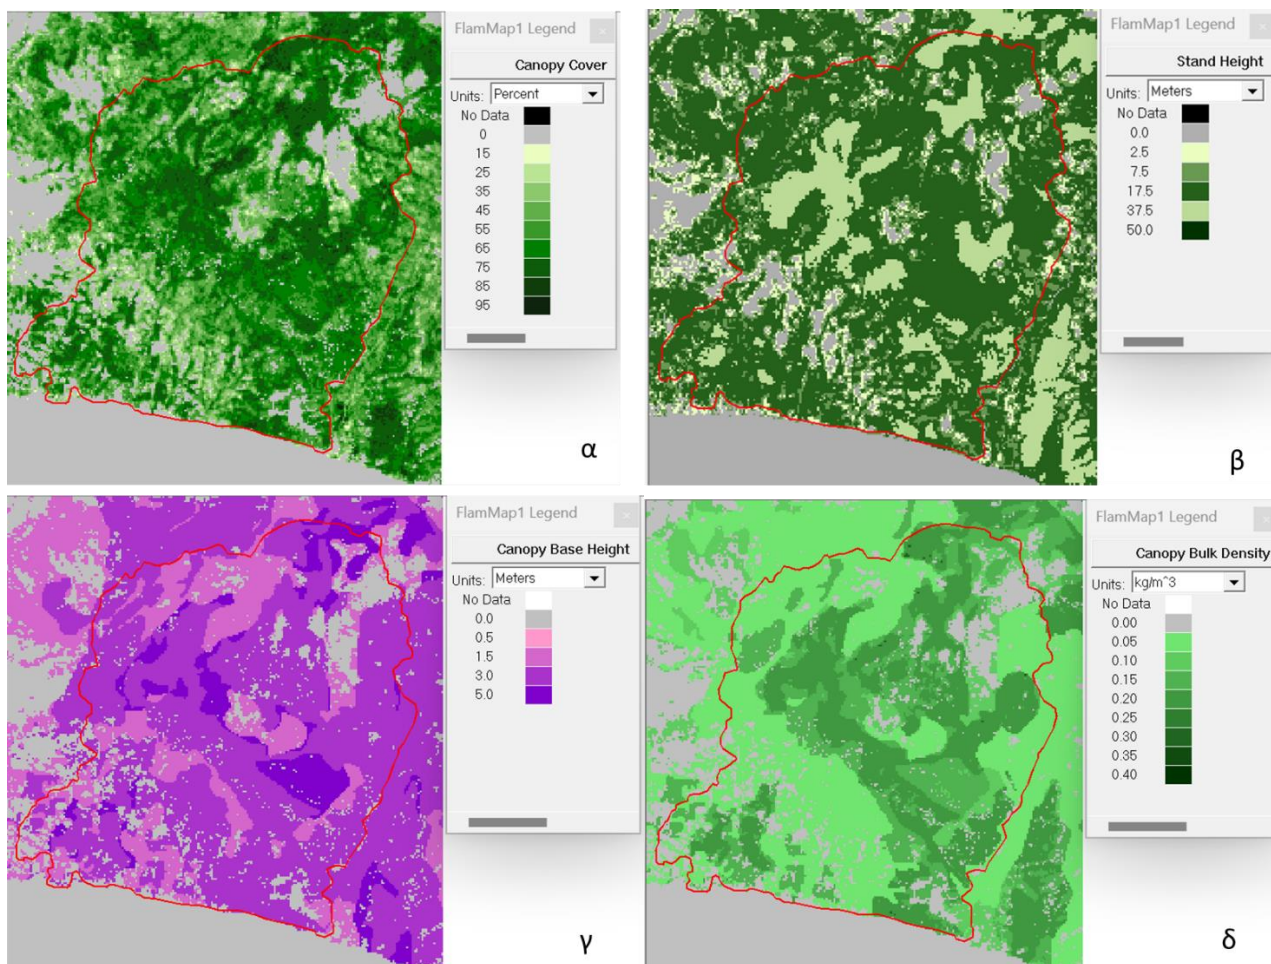 FlamMap1 Legend
×
Canopy Cover
Units: Percent
No Data
0
15
25
35
45
55
65
75
85
95
α
FlamMap1 Legend
×
Stand Height
Units: Meters
No Data
0.0
2.5
7.5
17.5
37.5
50.0
β
FlamMap1 Legend
×
Canopy Base Height
Units: Meters
No Data
0.0
0.5
1.5
3.0
5.0
γ
FlamMap1 Legend
×
Canopy Bulk Density
Units: kg/m^3
No Data
0.00
0.05
0.10
0.15
0.20
0.25
0.30
0.35
0.40
δ